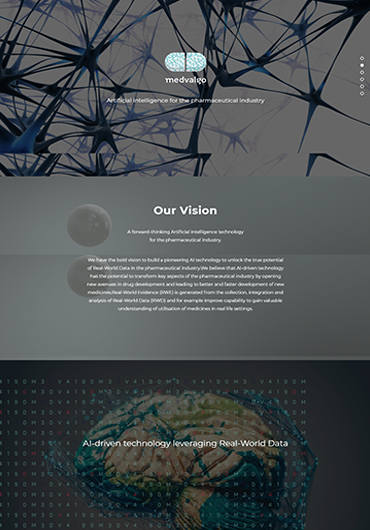 medvalgo
Artificial Intelligence for the pharmaceutical industry
Our Vision
A forward-thinking Artificial Intelligence technology
for the pharmaceutical industry.
We have the bold vision to build a pioneering AI technology to unlock the true potential
of Real-World Data in the pharmaceutical industry.We believe that AI-driven technology
has the potential to transform key aspects of the pharmaceutical industry by opening
new avenues in drug development and leading to better and faster development of new
medicines.Real-World Evidence (RWE) is generated from the collection, integration and
analysis of Real-World Data (RWD) and for example improve capability to gain valuable
understanding of utilisation of medicines in real life settings.
AI-driven technology leveraging Real-World Data